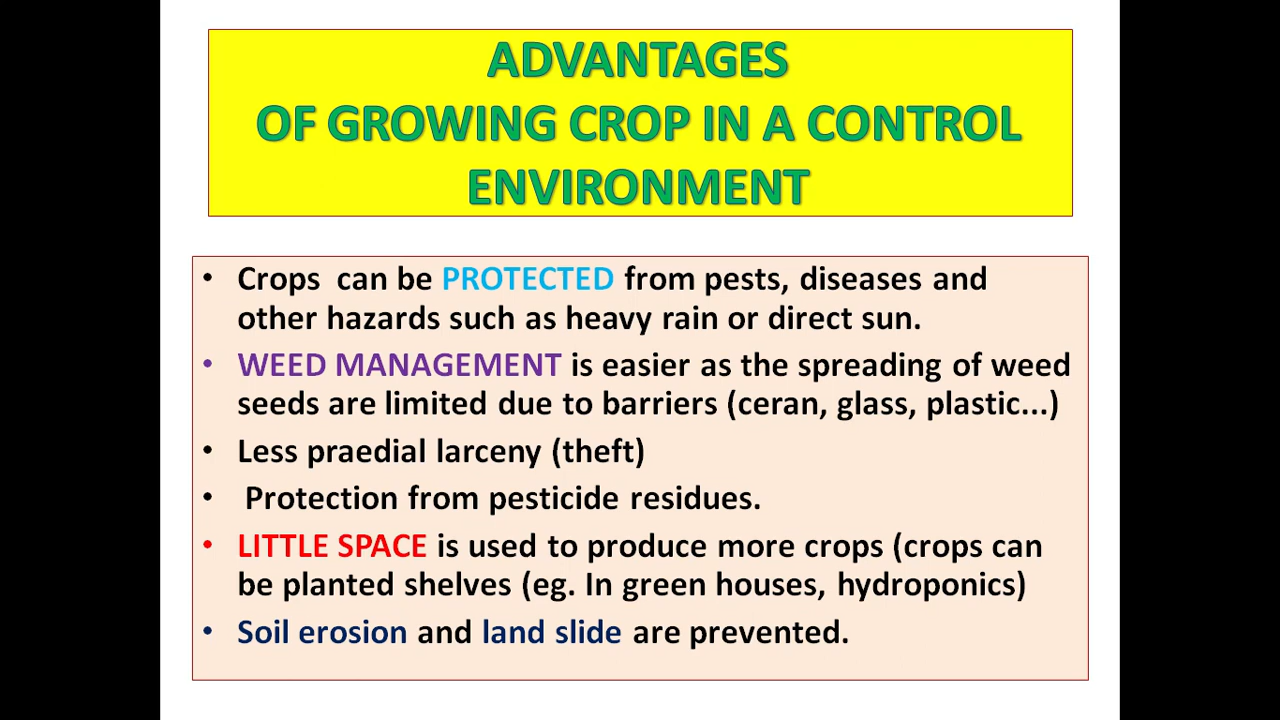 ADVANTAGES
OF GROWING CROP IN A CONTROL
ENVIRONMENT
• Crops can be PROTECTED from pests, diseases and
other hazards such as heavy rain or direct sun.
• WEED MANAGEMENT is easier as the spreading of weed
seeds are limited due to barriers (ceran, glass, plastic...)
• Less praedial larceny (theft)
• Protection from pesticide residues.
• LITTLE SPACE is used to produce more crops (crops can
be planted shelves (eg. In green houses, hydroponics)
• Soil erosion and land slide are prevented.